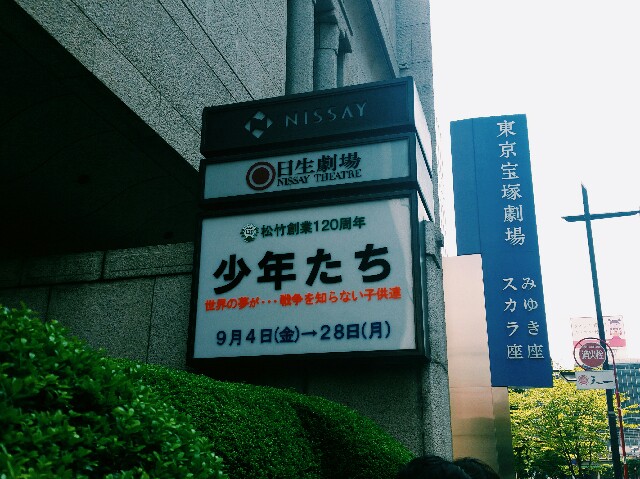 NISSAY
日生劇場
NISSAY THEATRE
松竹創業120周年
少年たち
世界の夢が・・・戦争を知らない子供達
9月4日(金)→28日(月)
東京宝塚劇場
スカラ座
みゆき座
消火栓